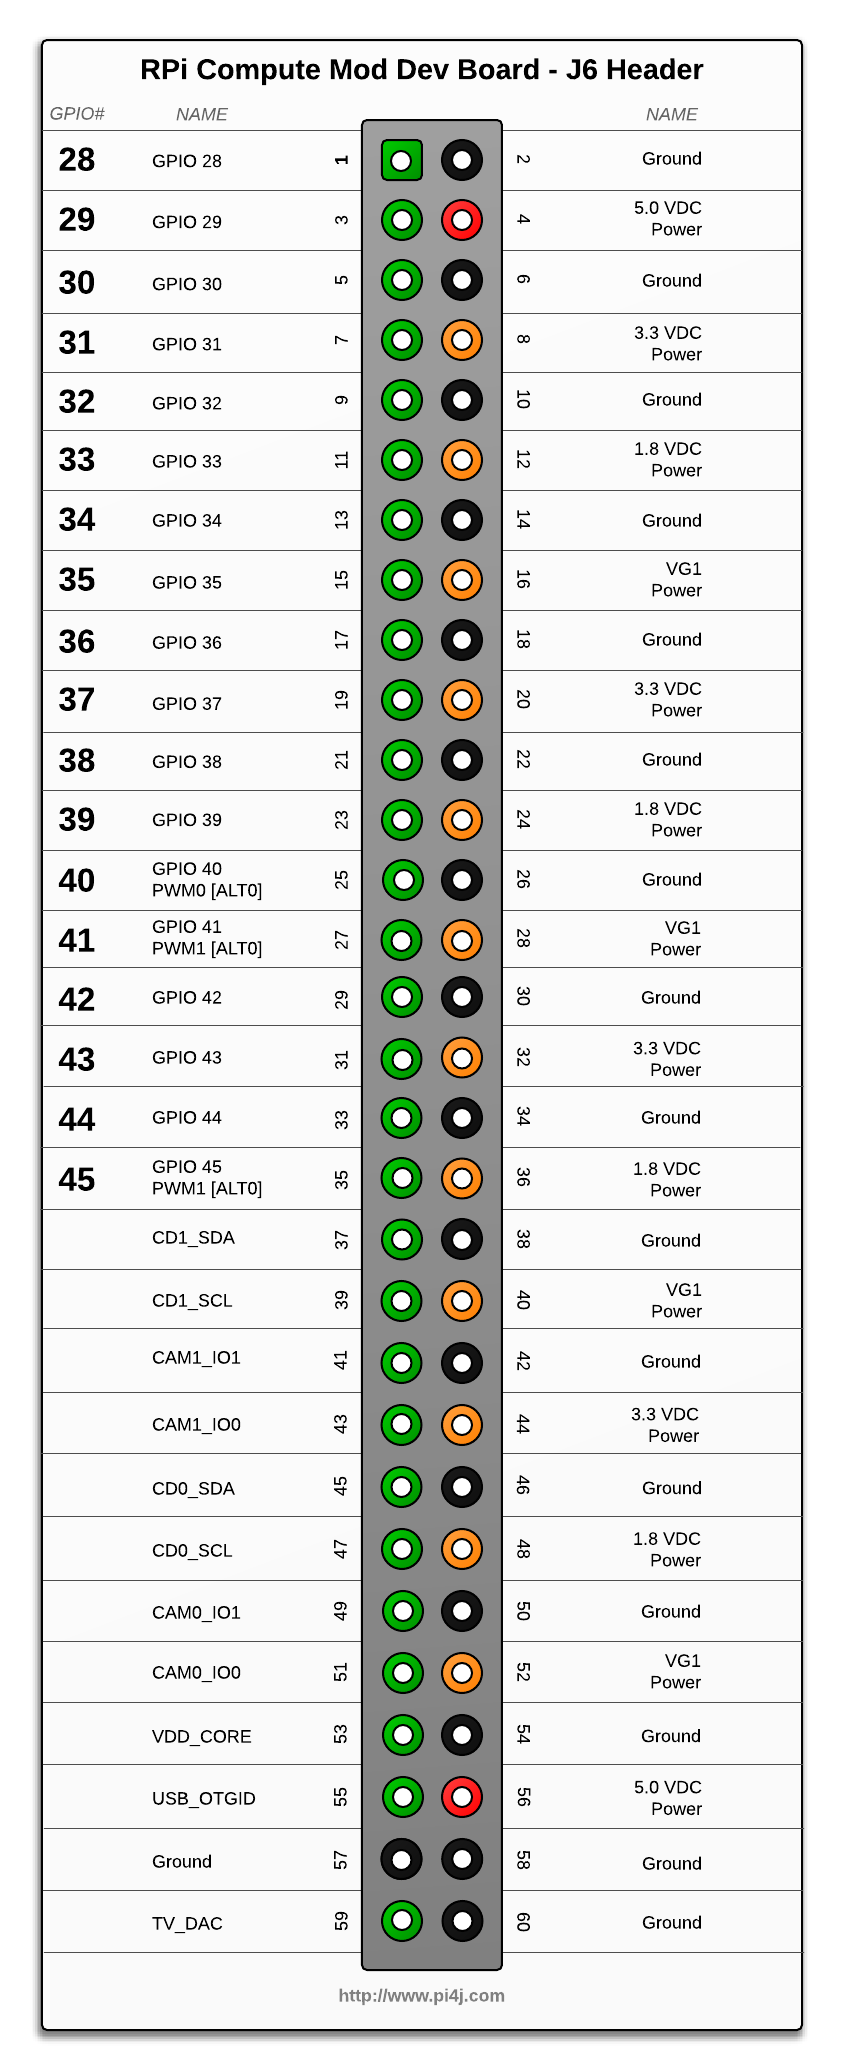 RPi Compute Mod Dev Board - J6 Header
GPIO# NAME NAME
28 GPIO 28 1 2 Ground
29 GPIO 29 3 4 5.0 VDC
Power
30 GPIO 30 5 6 Ground
31 GPIO 31 7 8 3.3 VDC
Power
32 GPIO 32 9 10 Ground
33 GPIO 33 11 12 1.8 VDC
Power
34 GPIO 34 13 14 Ground
35 GPIO 35 15 16 VG1
Power
36 GPIO 36 17 18 Ground
37 GPIO 37 19 20 3.3 VDC
Power
38 GPIO 38 21 22 Ground
39 GPIO 39 23 24 1.8 VDC
Power
40 GPIO 40 25 26 Ground
PWM0 [ALT0]
41 GPIO 41 27 28 VG1
PWM1 [ALT0] Power
42 GPIO 42 29 30 Ground
43 GPIO 43 31 32 3.3 VDC
Power
44 GPIO 44 33 34 Ground
45 GPIO 45 35 36 1.8 VDC
PWM1 [ALT0] Power
CD1_SDA 37 38 Ground
CD1_SCL 39 40 VG1
Power
CAM1_IO1 41 42 Ground
CAM1_IO0 43 44 3.3 VDC
Power
CD0_SDA 45 46 Ground
CD0_SCL 47 48 1.8 VDC
Power
CAM0_IO1 49 50 Ground
CAM0_IO0 51 52 VG1
Power
VDD_CORE 53 54 Ground
USB_OTGID 55 56 5.0 VDC
Power
Ground 57 58 Ground
TV_DAC 59 60 Ground
http://www.pi4j.com